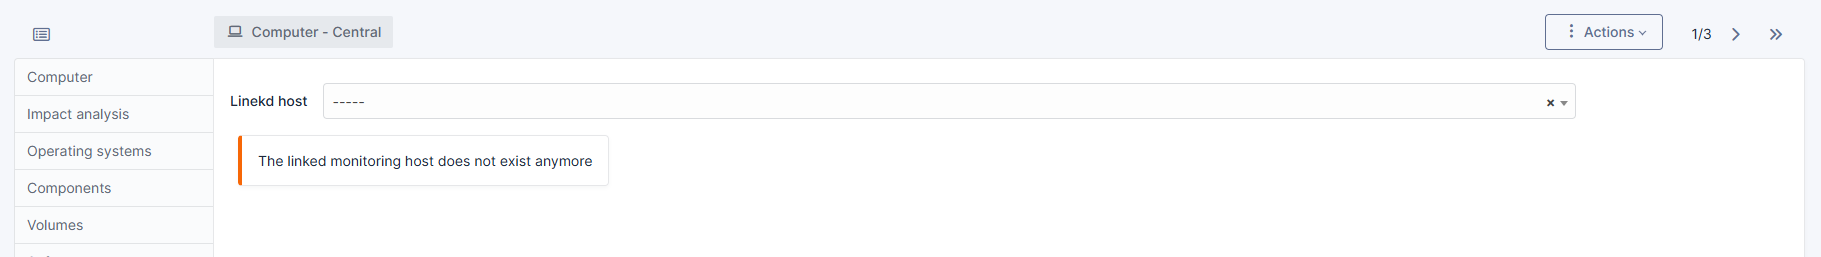 Computer - Central
Actions
1/3
Computer
Impact analysis
Operating systems
Components
Volumes
Linekd host
-----
The linked monitoring host does not exist anymore